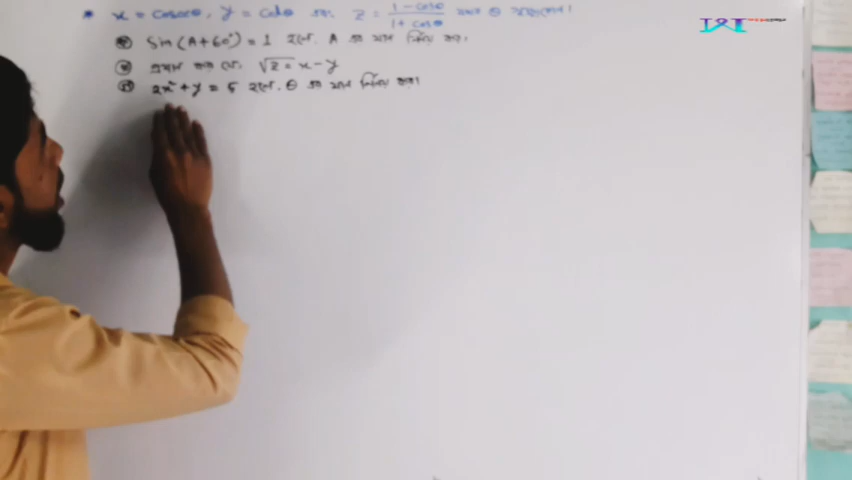 * x = cosecθ, y = cotθ এবং z = (1 - cosθ)/(1 + cosθ) যেখানে θ সূক্ষ্মকোণ।
(ক) Sin (A + 60°) = 1 হলে, A এর মান নির্ণয় কর।
(খ) প্রমাণ কর যে, √z = x - y
(গ) 2x² + y = 5 হলে, θ এর মান নির্ণয় কর।